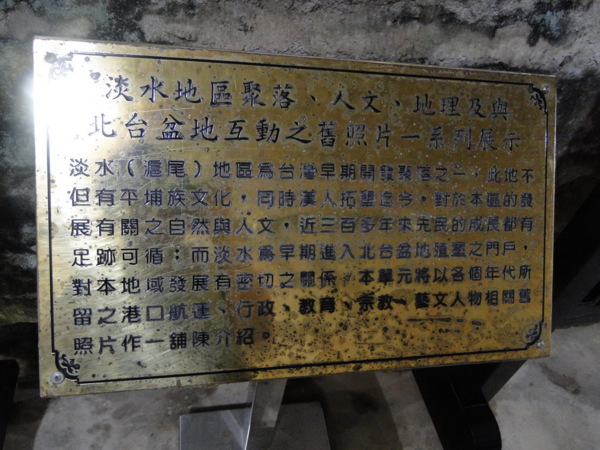 淡水地區聚落、人文、地理及與
北台盆地互動之舊照片一系列展示
淡水（滬尾）地區為台灣早期開發聚落之一，此地不
但有平埔族文化，同時漢人拓墾迄今，對於本區的發
展有關之自然與人文，近三百多年來先民的成長都有
足跡可循；而淡水為早期進入北台盆地殖墾之門戶，
對本地域發展有密切之關係。本單元將以各個年代所
留之港口航運、行政、教育、宗教、藝文人物相關舊
照片作一舖陳介紹。